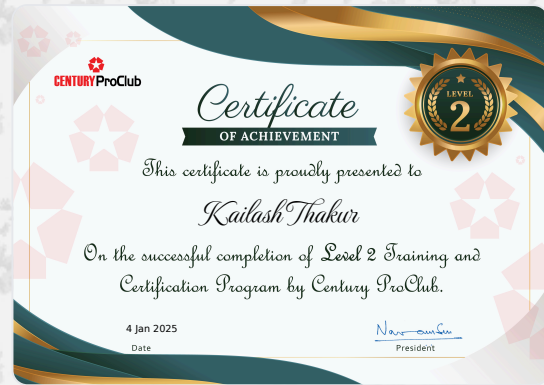 CENTURY ProClub
LEVEL
2
Certificate
OF ACHIEVEMENT
This certificate is proudly presented to
Kailash Thakur
On the successful completion of Level 2 Training and
Certification Program by Century ProClub.
4 Jan 2025
Date
President